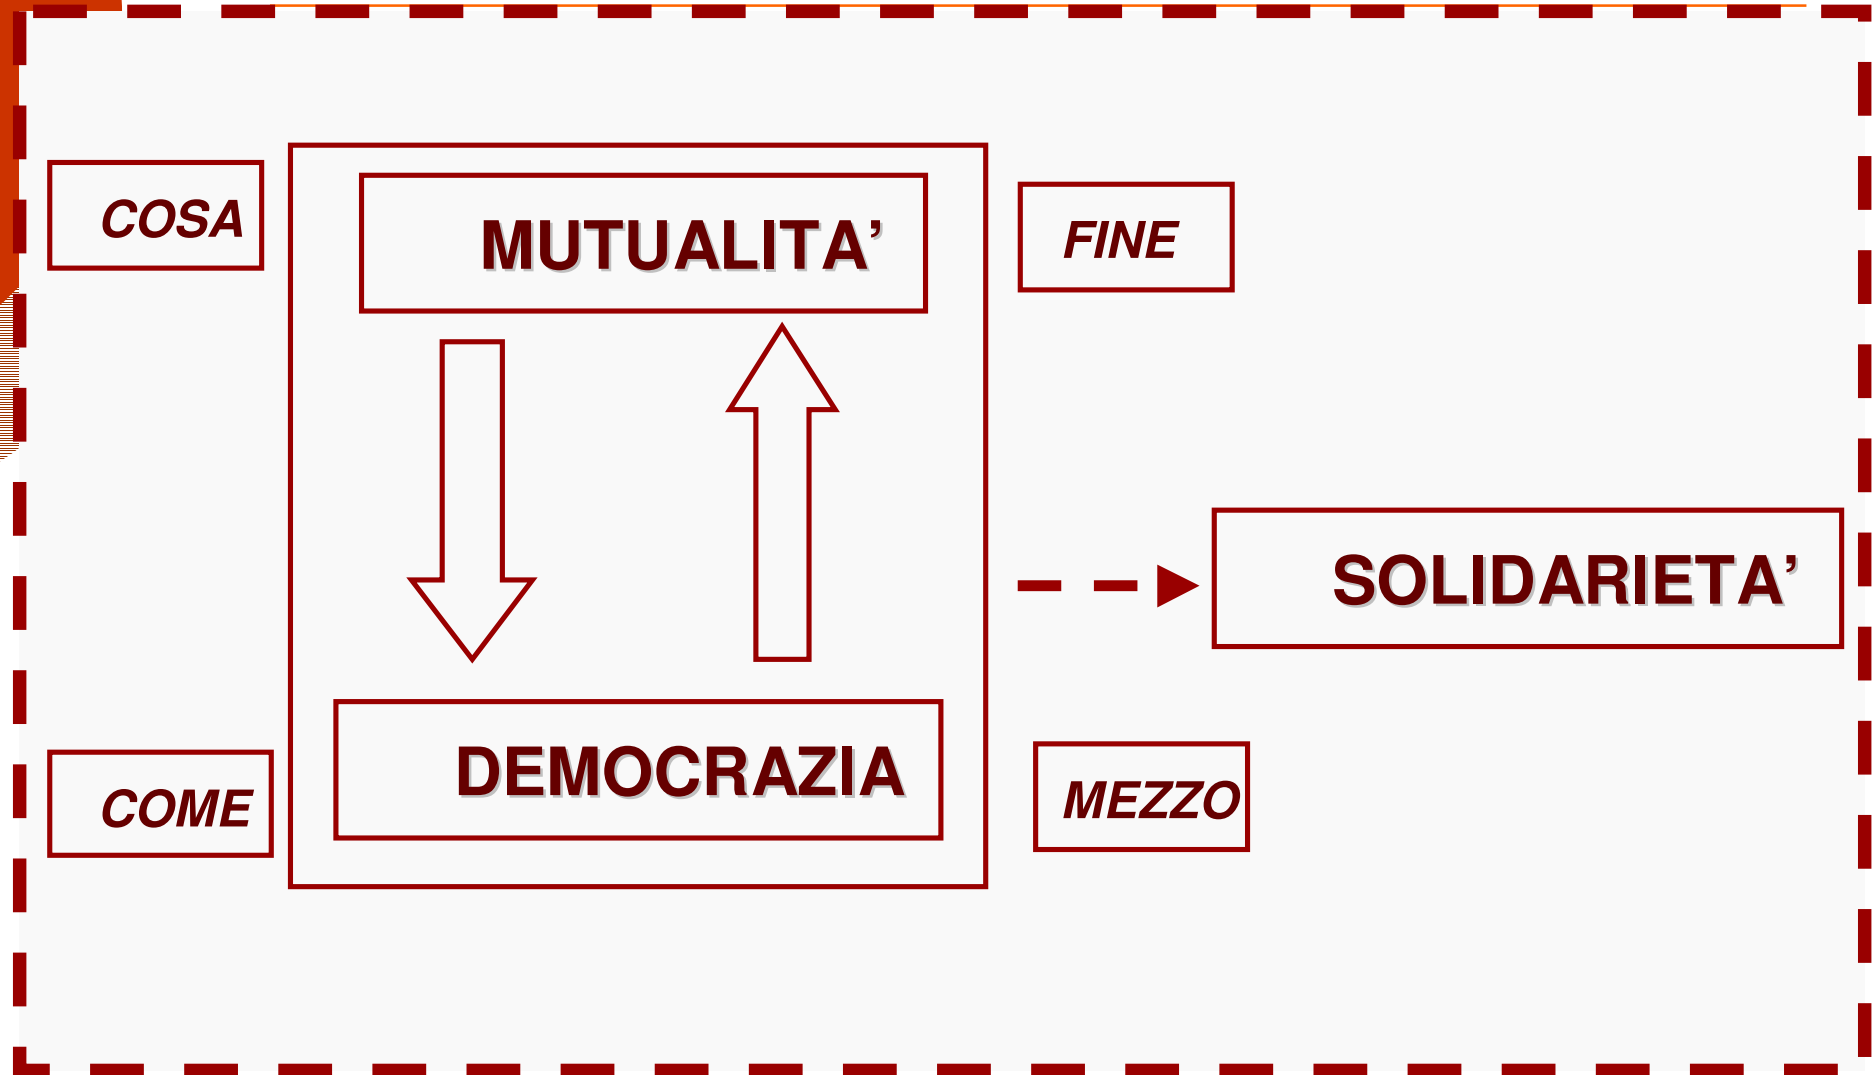 COSA
MUTUALITA’
FINE
SOLIDARIETA’
DEMOCRAZIA
COME
MEZZO